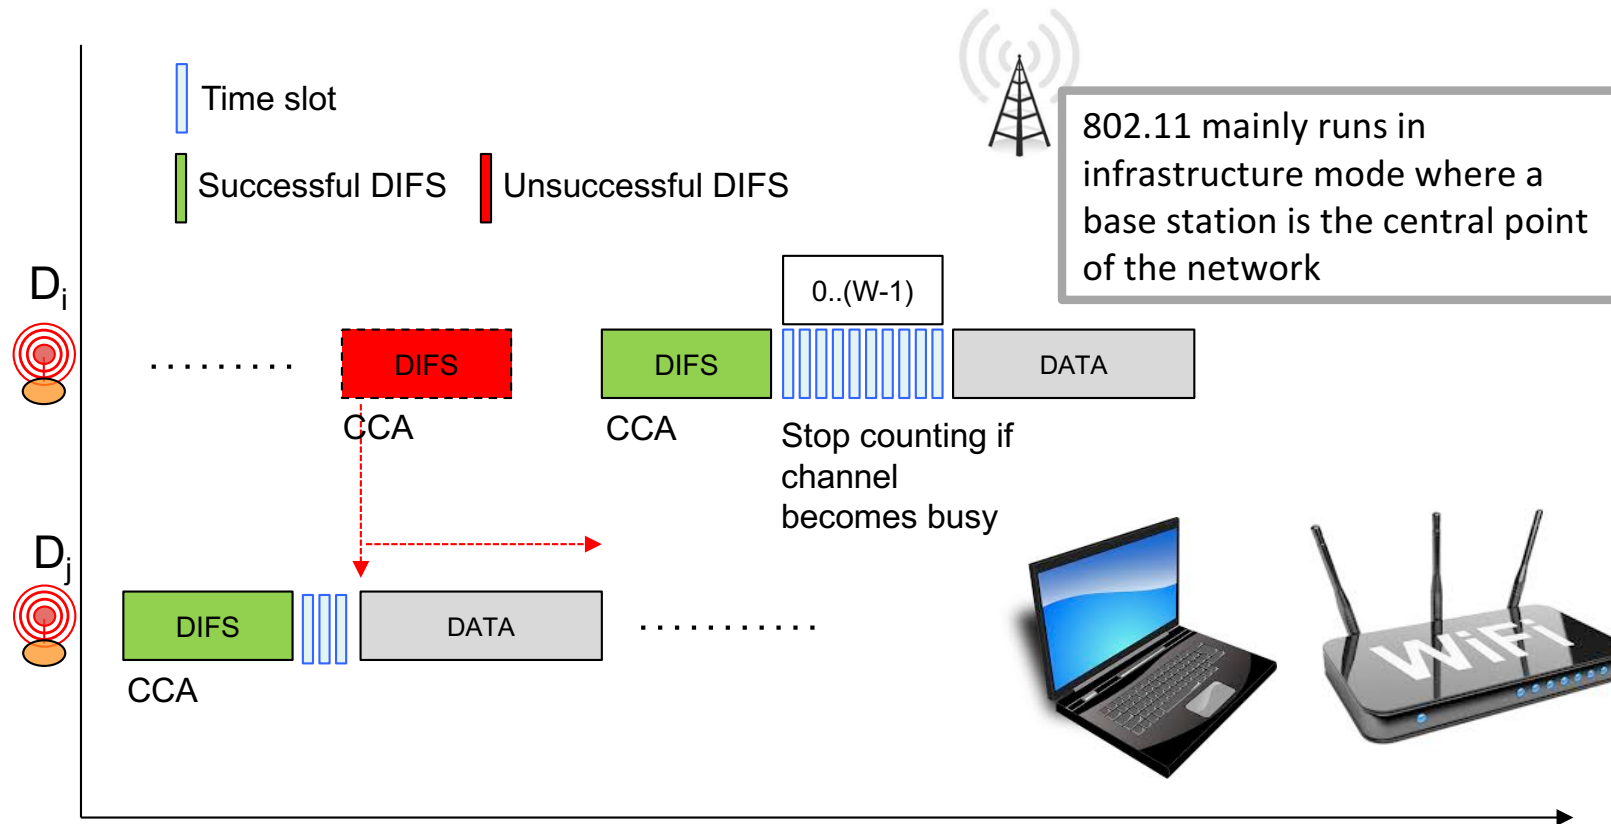 Time slot
Successful DIFS
Unsuccessful DIFS
802.11 mainly runs in
infrastructure mode where a
base station is the central point
of the network
Di
0..(W-1)
.........
DIFS
DIFS
DATA
CCA
CCA
Stop counting if
channel
becomes busy
Dj
DIFS
DATA
...........
CCA
WiFi